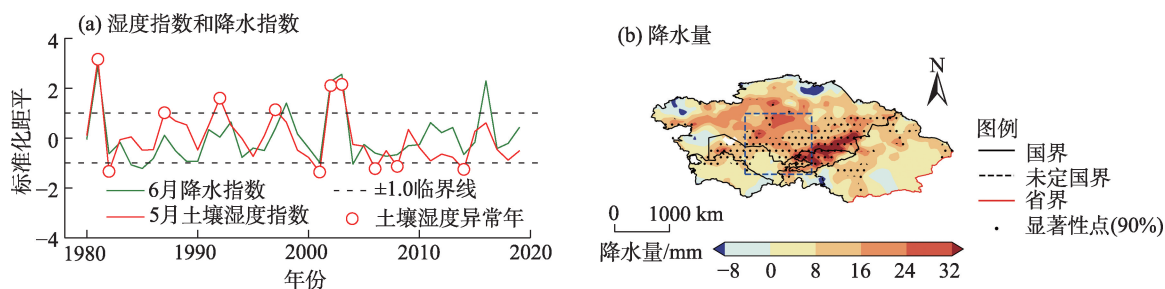 (a) 湿度指数和降水指数
4
2
0
−2
−4
标准化距平
6月降水指数
5月土壤湿度指数
±1.0临界线
土壤湿度异常年
1980
1990
2000
2010
2020
年份
(b) 降水量
N
图例
国界
未定国界
省界
显著性点(90%)
0
1000 km
降水量/mm
−8
0
8
16
24
32